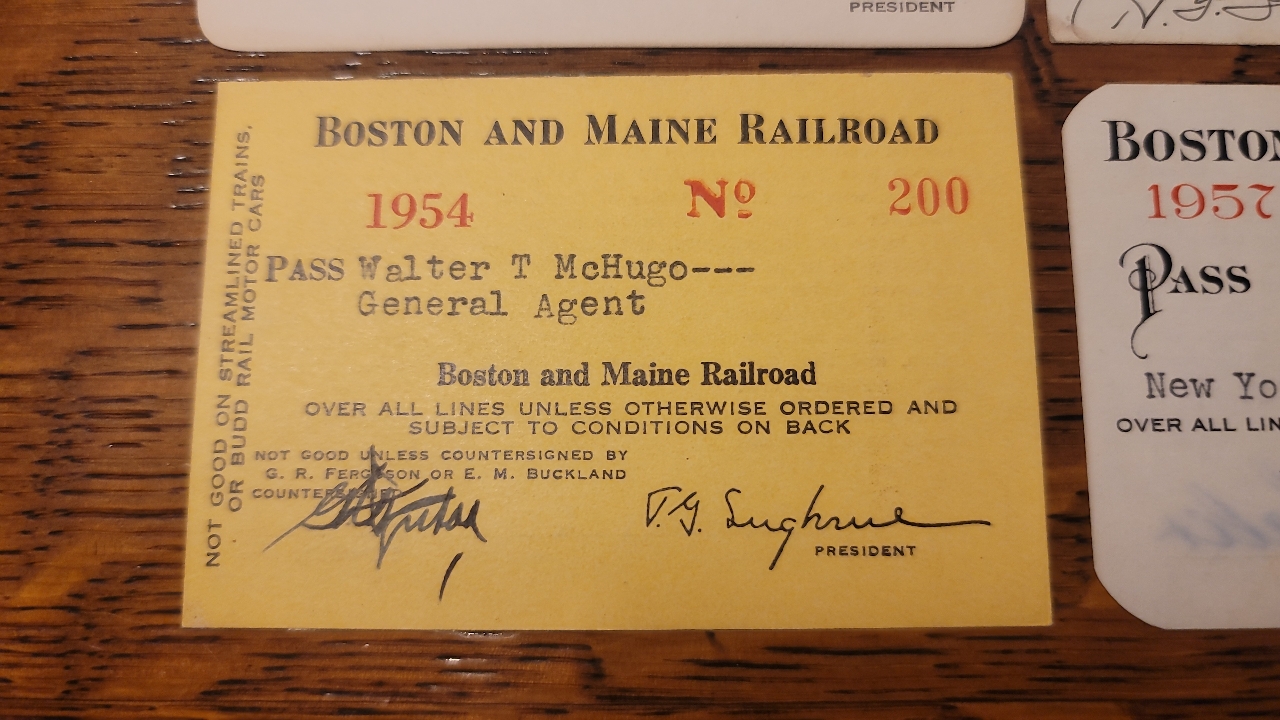 PRESIDENT
BOSTON AND MAINE RAILROAD
1954 No 200
PASS Walter T McHugo---
General Agent
Boston and Maine Railroad
OVER ALL LINES UNLESS OTHERWISE ORDERED AND
SUBJECT TO CONDITIONS ON BACK
NOT GOOD UNLESS COUNTERSIGNED BY
G. R. FERGUSON OR E. M. BUCKLAND
COUNTERSIGNED
T. G. Sughrue
PRESIDENT
NOT GOOD ON STREAMLINED TRAINS,
OR BUDD RAIL MOTOR CARS
BOSTON
1957
PASS
New Yo
OVER ALL LIN